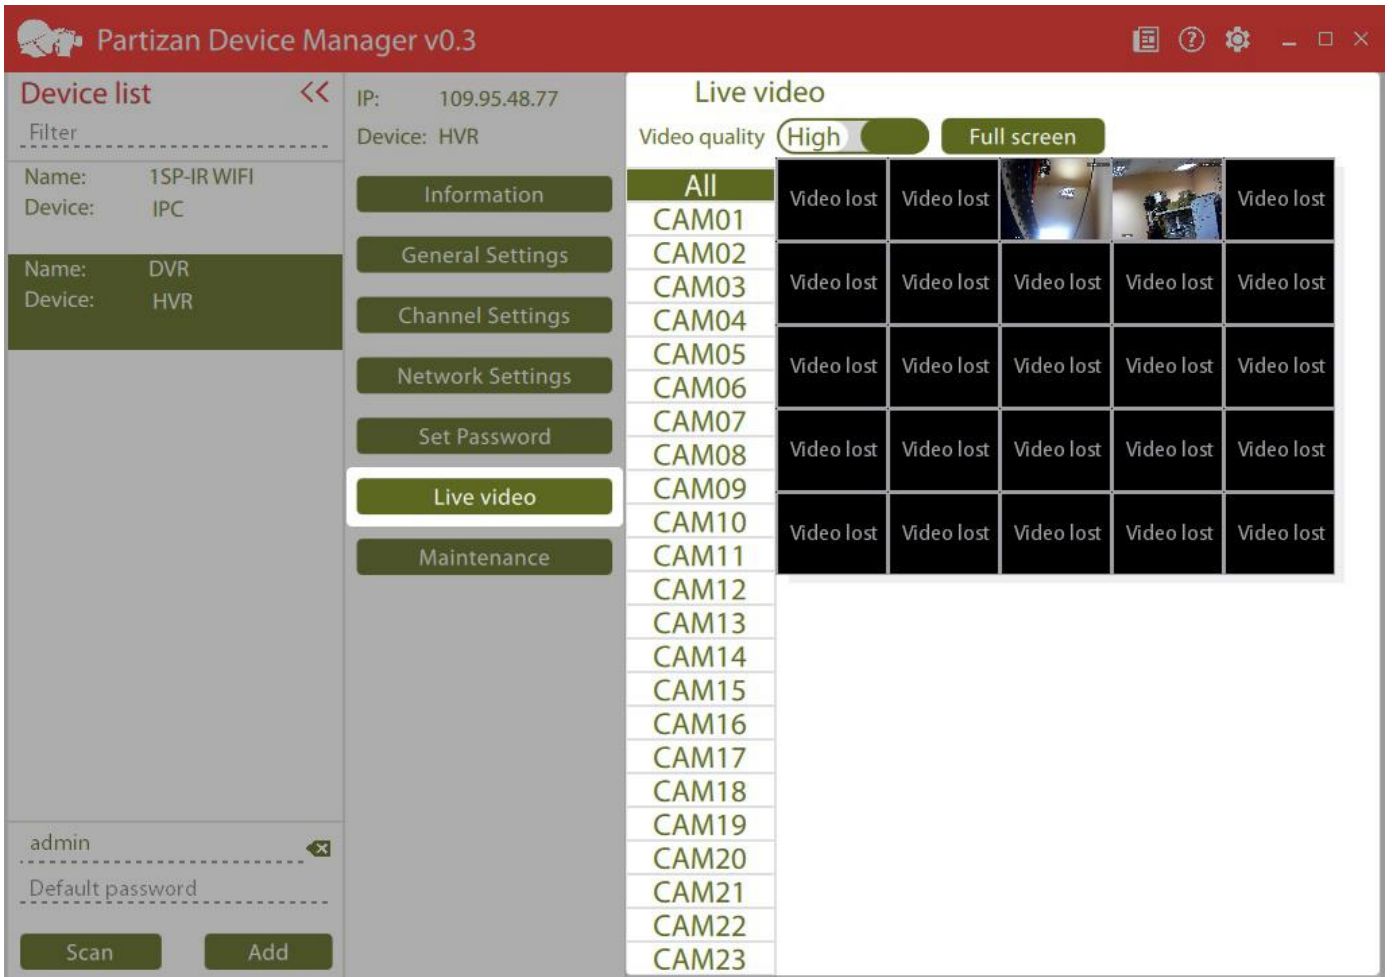 Partizan Device Manager v0.3
Device list <<
Filter
Name: 1SP-IR WIFI
Device: IPC
Name: DVR
Device: HVR
admin
Default password
Scan Add
IP: 109.95.48.77
Device: HVR
Information
General Settings
Channel Settings
Network Settings
Set Password
Live video
Maintenance
Live video
Video quality High Full screen
All
CAM01
CAM02
CAM03
CAM04
CAM05
CAM06
CAM07
CAM08
CAM09
CAM10
CAM11
CAM12
CAM13
CAM14
CAM15
CAM16
CAM17
CAM18
CAM19
CAM20
CAM21
CAM22
CAM23
Video lost Video lost Video lost
Video lost Video lost Video lost Video lost Video lost
Video lost Video lost Video lost Video lost Video lost
Video lost Video lost Video lost Video lost Video lost
Video lost Video lost Video lost Video lost Video lost